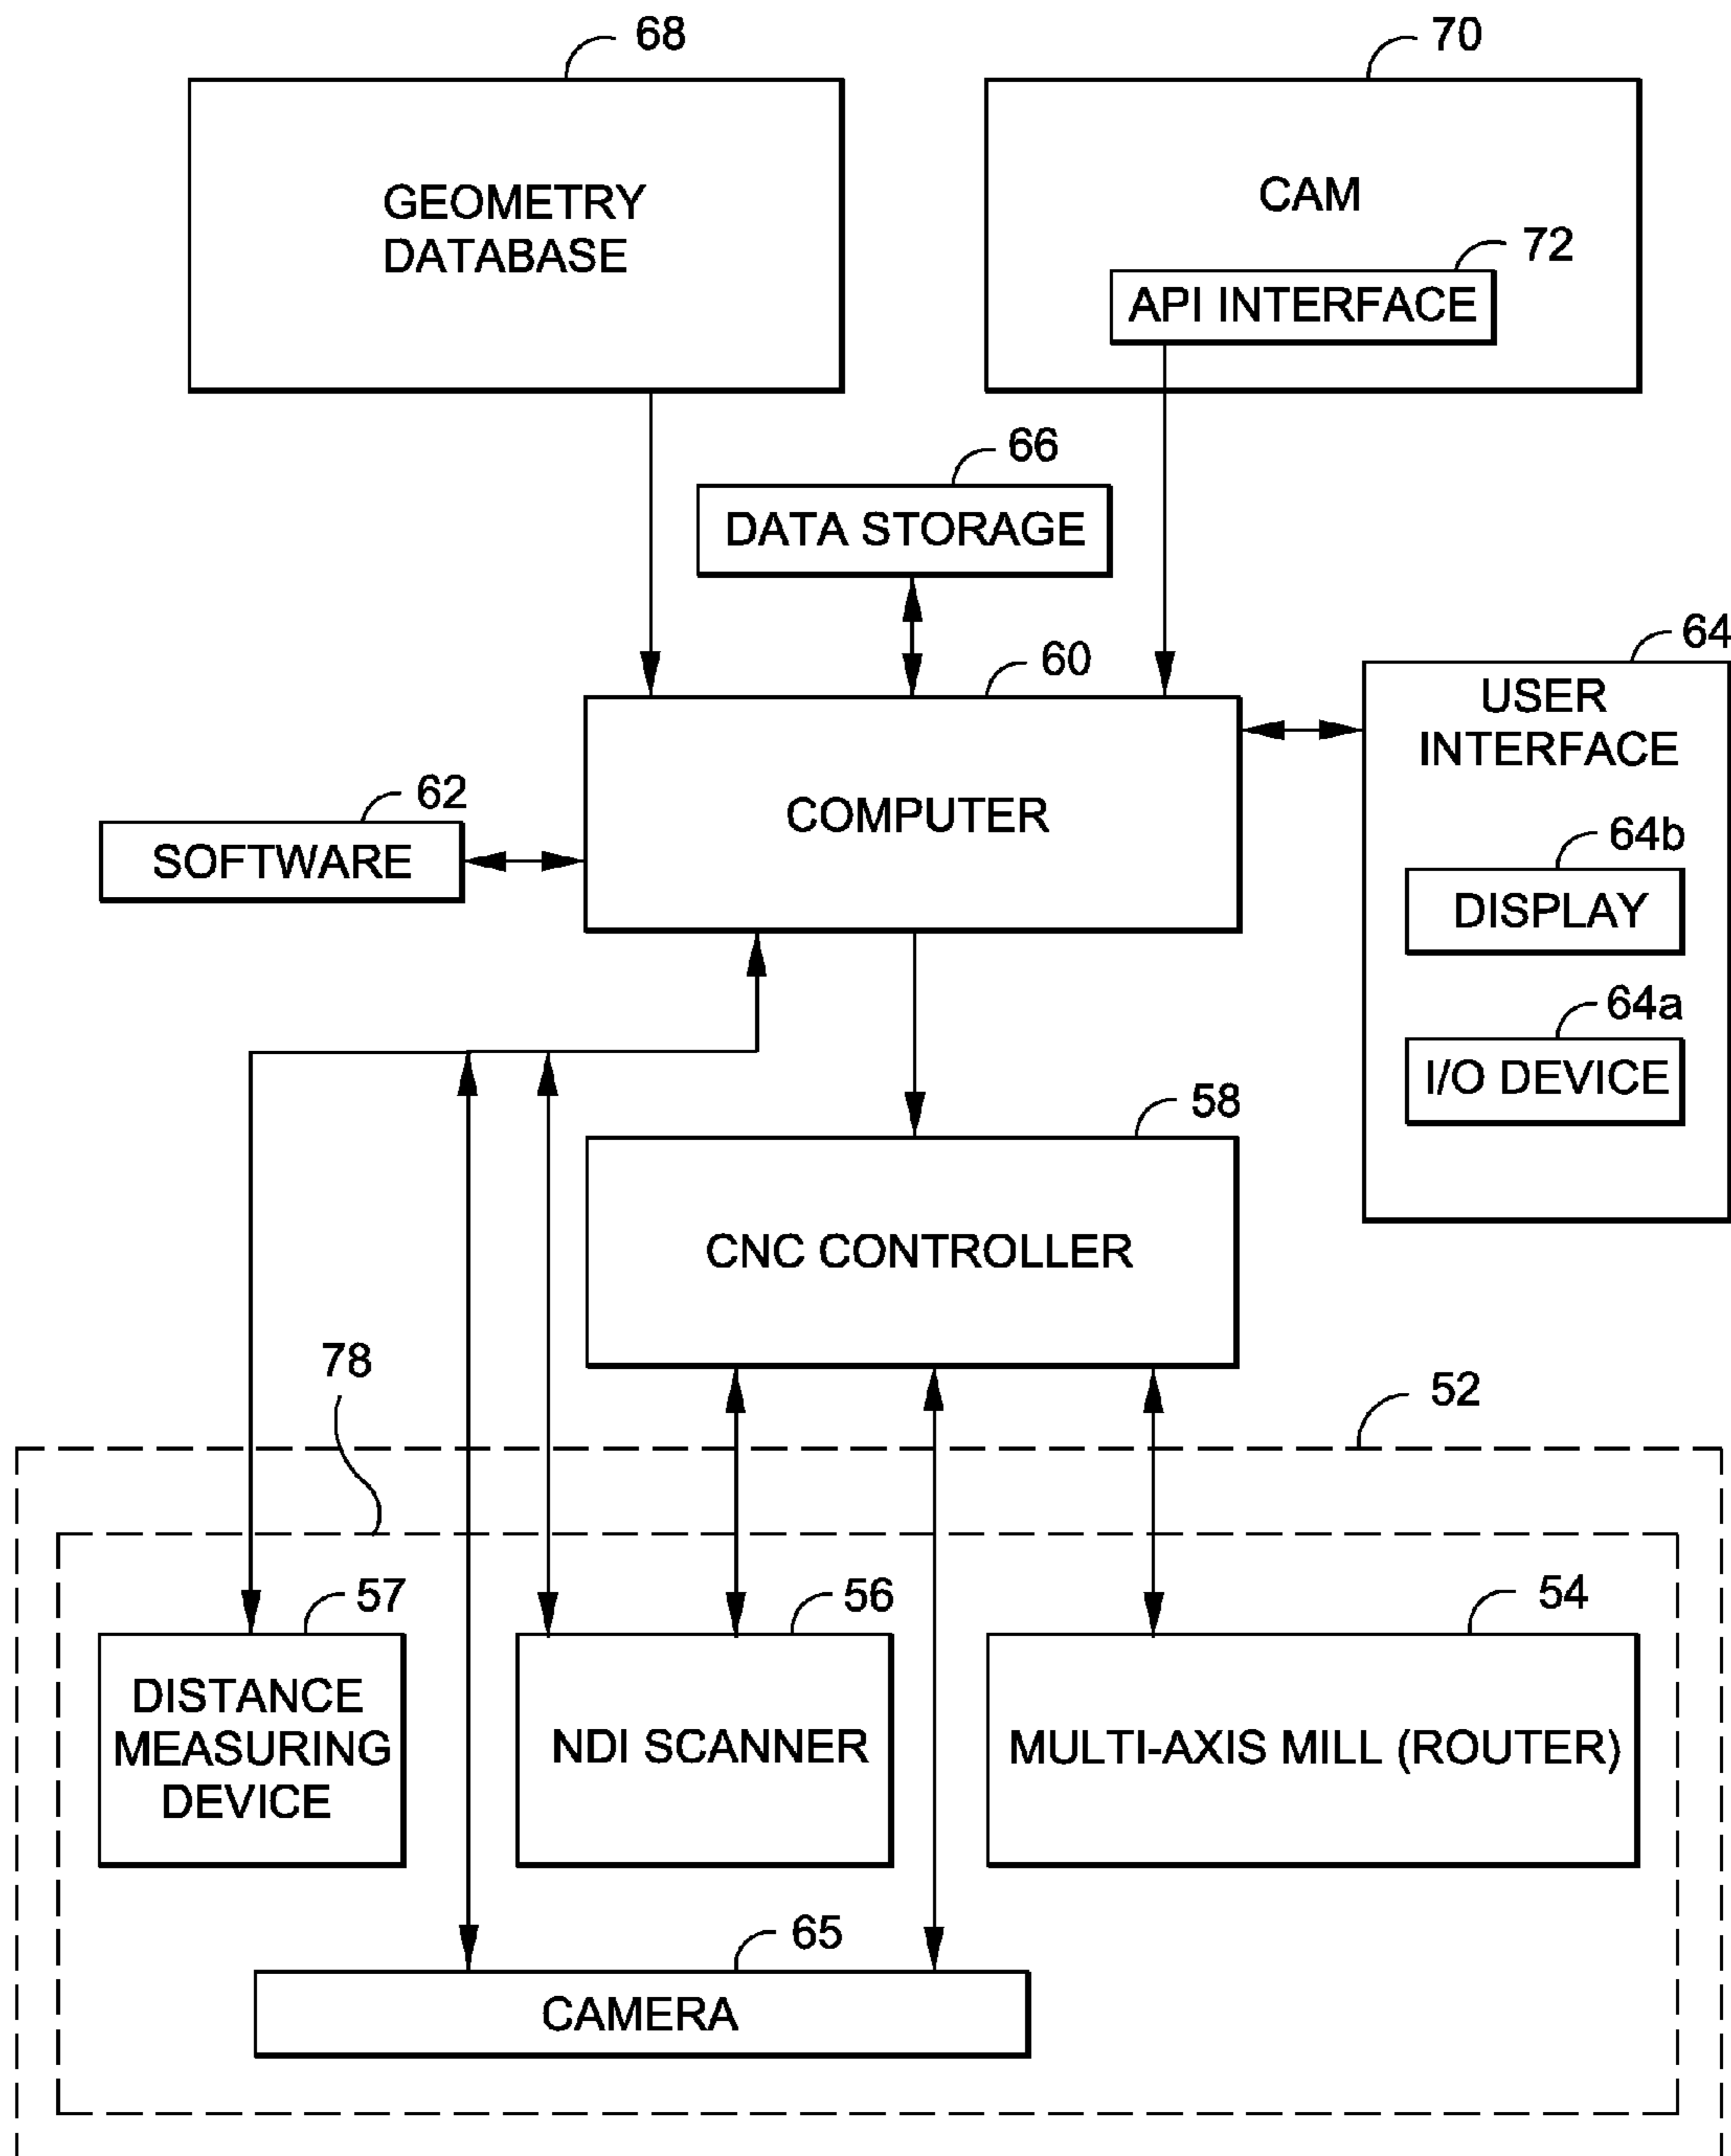 68
70
GEOMETRY
DATABASE
CAM
72
API INTERFACE
66
DATA STORAGE
60
64
USER
INTERFACE
COMPUTER
62
SOFTWARE
64b
DISPLAY
64a
I/O DEVICE
58
CNC CONTROLLER
78
52
57
56
54
DISTANCE
MEASURING
DEVICE
NDI SCANNER
MULTI-AXIS MILL (ROUTER)
65
CAMERA